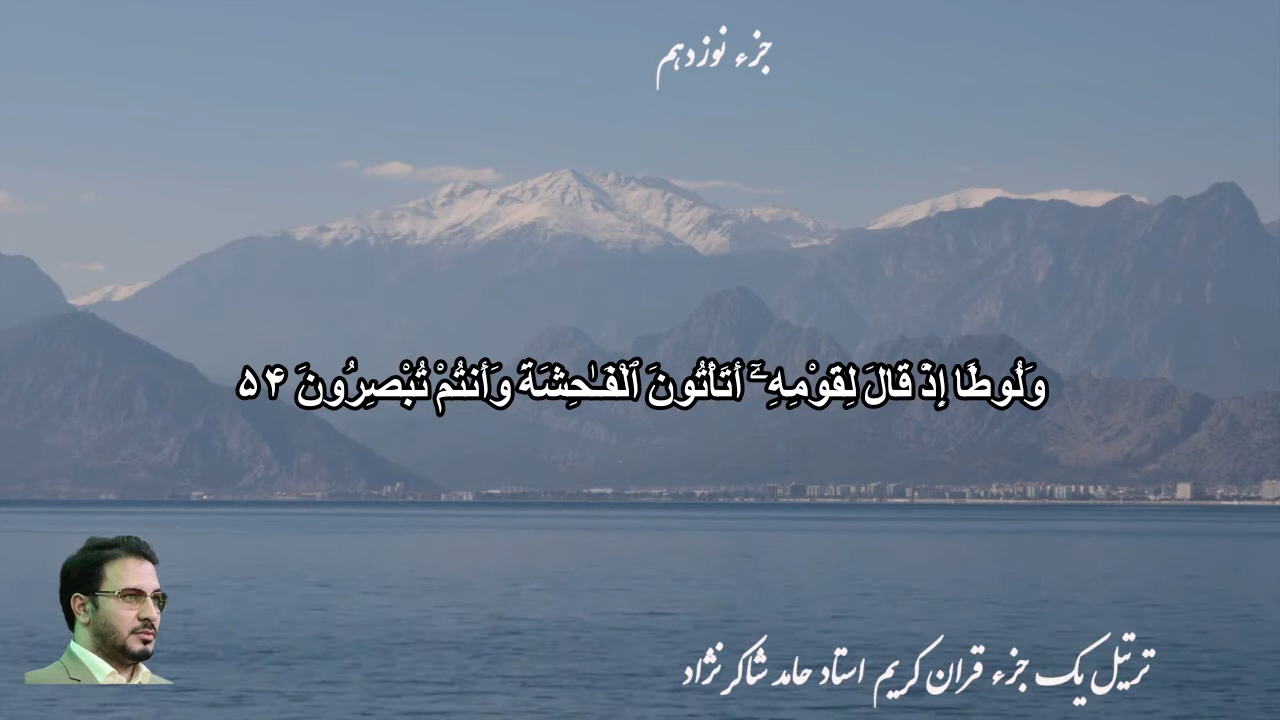 جزء نوزدهم
وَلُوطًا إِذۡ قَالَ لِقَوۡمِهِۦٓ أَتَأۡتُونَ ٱلۡفَـٰحِشَةَ وَأَنتُمۡ تُبۡصِرُونَ ۵۴
ترتیل یک جزء قران کریم استاد حامد شاکرنژاد